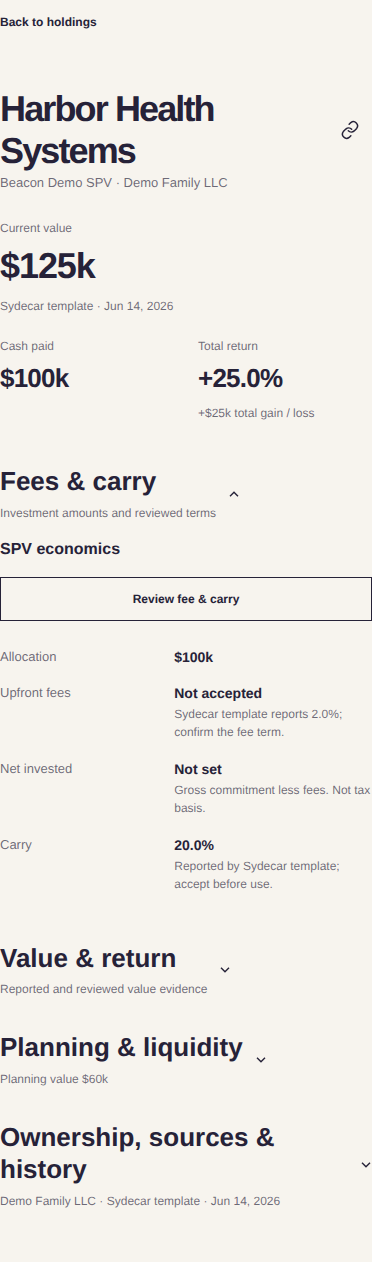 Back to holdings
Harbor Health
Systems
Beacon Demo SPV · Demo Family LLC
Current value
$125k
Sydecar template · Jun 14, 2026
Cash paid
Total return
$100k
+25.0%
+$25k total gain / loss
Fees & carry
Investment amounts and reviewed terms
SPV economics
Review fee & carry
Allocation
$100k
Upfront fees
Not accepted
Sydecar template reports 2.0%;
confirm the fee term.
Net invested
Not set
Gross commitment less fees. Not tax
basis.
Carry
20.0%
Reported by Sydecar template;
accept before use.
Value & return
Reported and reviewed value evidence
Planning & liquidity
Planning value $60k
Ownership, sources &
history
Demo Family LLC · Sydecar template · Jun 14, 2026